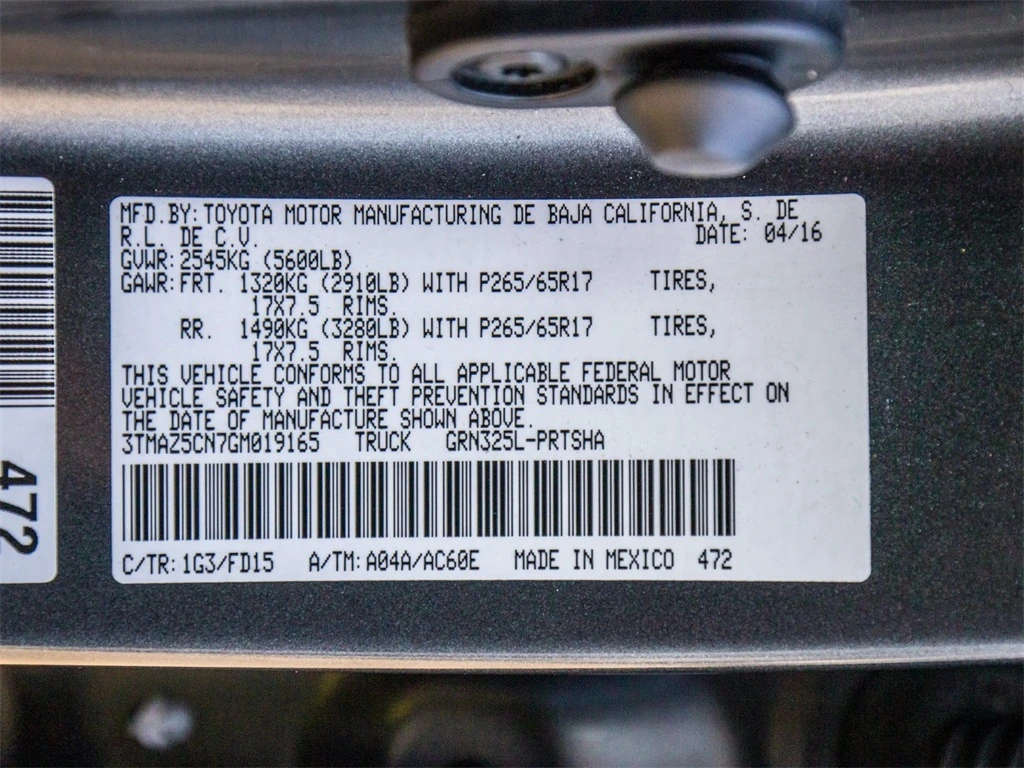 MFD.BY: TOYOTA MOTOR MANUFACTURING DE BAJA CALIFORNIA, S. DE
R.L. DE C.V. DATE: 04/16
GVWR: 2545KG (5600LB)
GAWR: FRT. 1320KG (2910LB) WITH P265/65R17 TIRES,
17X7.5 RIMS.
RR. 1490KG (3280LB) WITH P265/65R17 TIRES,
17X7.5 RIMS.
THIS VEHICLE CONFORMS TO ALL APPLICABLE FEDERAL MOTOR
VEHICLE SAFETY AND THEFT PREVENTION STANDARDS IN EFFECT ON
THE DATE OF MANUFACTURE SHOWN ABOVE.
3TMAZ5CN7GM019165 TRUCK GRN325L-PRTSHA
C/TR: 1G3/FD15 A/TM: A04A/AC60E MADE IN MEXICO 472
472